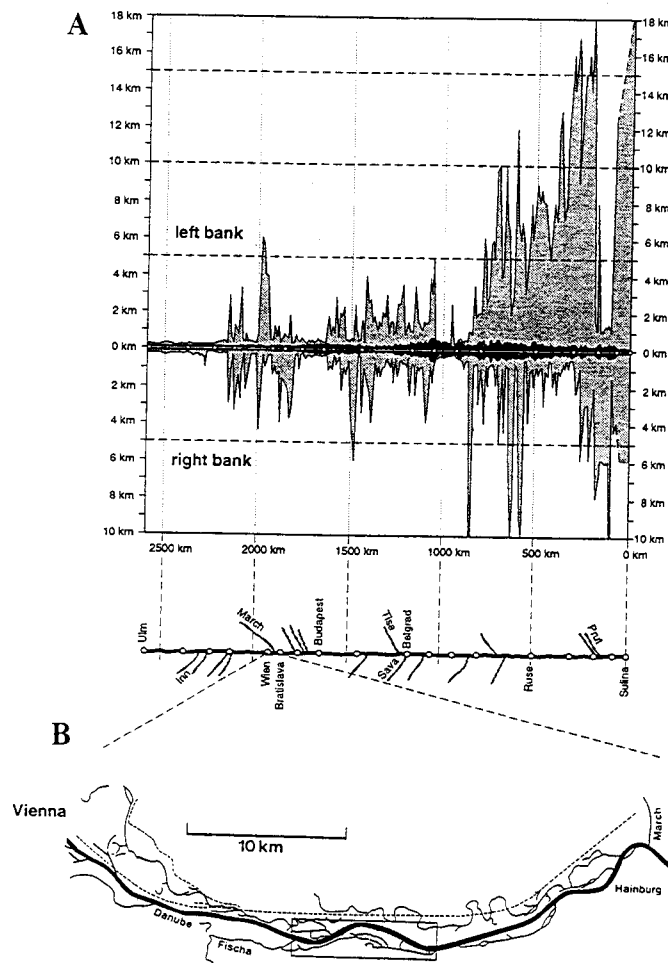 A
18 km
16 km
14 km
12 km
10 km
8 km
6 km
4 km
2 km
0 km
2 km
4 km
6 km
8 km
10 km
18 km
16 km
14 km
12 km
10 km
8 km
6 km
4 km
2 km
0 km
2 km
4 km
6 km
8 km
10 km
left bank
right bank
2500 km
2000 km
1500 km
1000 km
500 km
0 km
Ulm
Inn
March
Wien
Bratislava
Budapest
Tisa
Sava
Belgrad
Ruse
Prut
Sulina
B
Vienna
10 km
March
Hainburg
Danube
Fischa